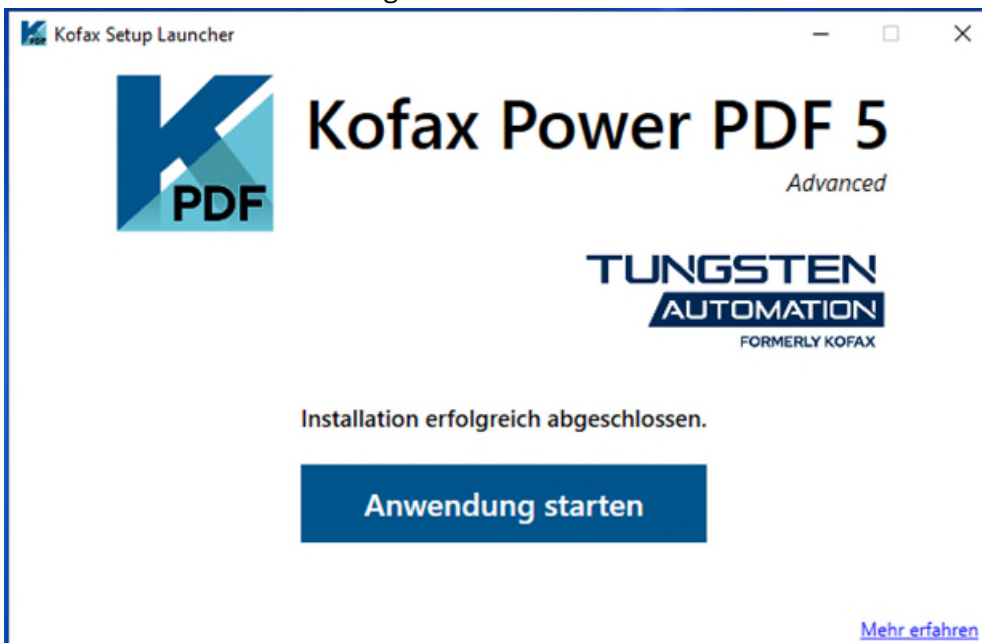 Kofax Setup Launcher
PDF
Kofax Power PDF 5
Advanced
TUNGSTEN
AUTOMATION
FORMERLY KOFAX
Installation erfolgreich abgeschlossen.
Anwendung starten
Mehr erfahren